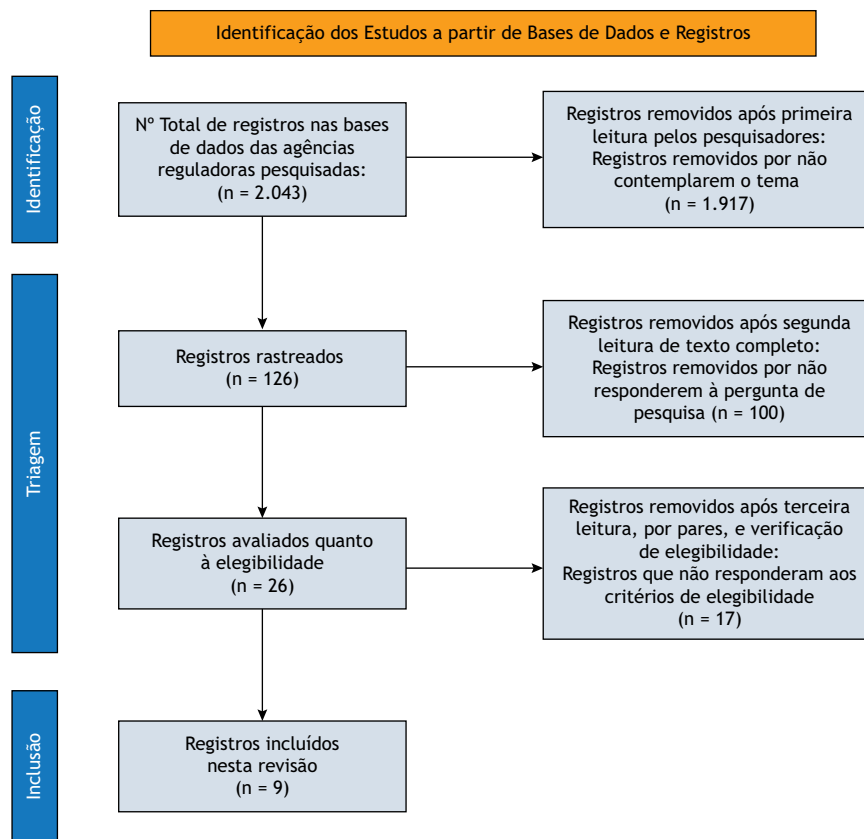 Identificação dos Estudos a partir de Bases de Dados e Registros
Identificação
Nº Total de registros nas bases
de dados das agências
reguladoras pesquisadas:
(n = 2.043)
Registros removidos após primeira
leitura pelos pesquisadores:
Registros removidos por não
contemplarem o tema
(n = 1.917)
Triagem
Registros rastreados
(n = 126)
Registros removidos após segunda
leitura de texto completo:
Registros removidos por não
responderem à pergunta de
pesquisa (n = 100)
Registros avaliados quanto
à elegibilidade
(n = 26)
Registros removidos após terceira
leitura, por pares, e verificação
de elegibilidade:
Registros que não responderam aos
critérios de elegibilidade
(n = 17)
Inclusão
Registros incluídos
nesta revisão
(n = 9)